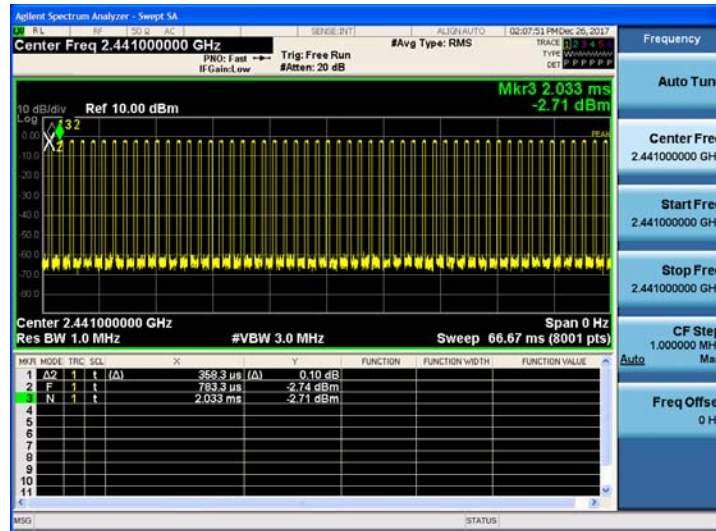 Agilent Spectrum Analyzer - Swept SA
LXI RL RF 50 Ω AC SENSE:INT ALIGNAUTO 02:07:51 PM Dec 26, 2017
Center Freq 2.441000000 GHz #Avg Type: RMS TRACE 1 2 3 4 5 6
PNO: Fast Trig: Free Run TYPE W
IFGain:Low #Atten: 20 dB DET P P P P P P
Frequency
Auto Tun
Mkr3 2.033 ms
10 dB/div Ref 10.00 dBm -2.71 dBm
Log
1 3 2
0.00
PEAK
2
-10.0
-20.0
-30.0
-40.0
-50.0
-60.0
-70.0
-80.0
Center Fre
2.441000000 GH
Start Fre
2.441000000 GH
Stop Fre
2.441000000 GH
Center 2.441000000 GHz Span 0 Hz
Res BW 1.0 MHz #VBW 3.0 MHz Sweep 66.67 ms (8001 pts)
CF Step
1.000000 MH
Auto Ma
MKR MODE TRC SCL X Y FUNCTION FUNCTION WIDTH FUNCTION VALUE
1 Δ2 1 t (Δ) 358.3 µs (Δ) 0.10 dB
2 F 1 t 783.3 µs -2.74 dBm
3 N 1 t 2.033 ms -2.71 dBm
4
5
6
7
8
9
10
11
Freq Offse
0 H
MSG STATUS